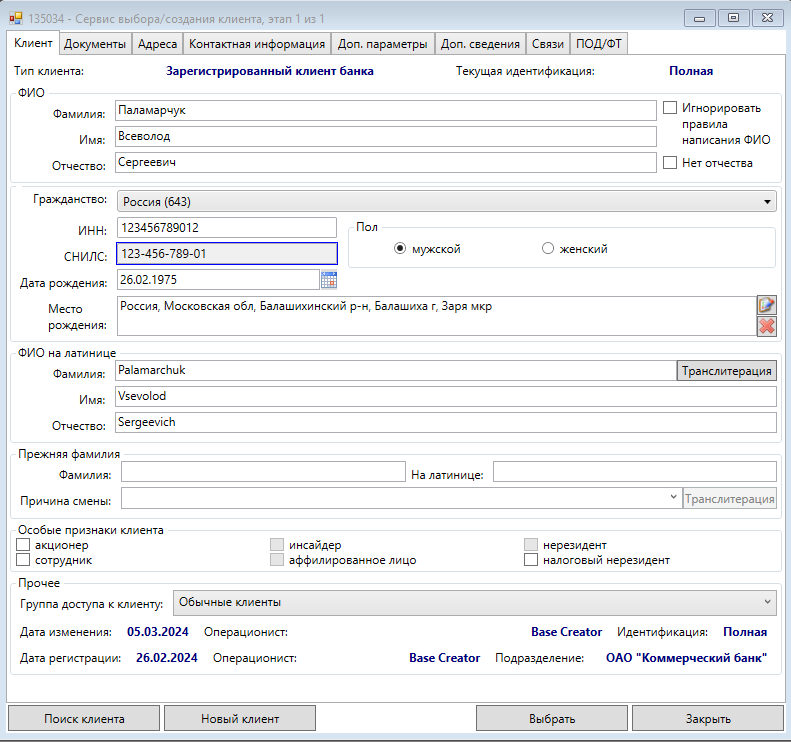 135034 - Сервис выбора/создания клиента, этап 1 из 1
Клиент Документы Адреса Контактная информация Доп. параметры Доп. сведения Связи ПОД/ФТ
Тип клиента: Зарегистрированный клиент банка Текущая идентификация: Полная
ФИО
Фамилия: Паламарчук Игнорировать правила написания ФИО
Имя: Всеволод
Отчество: Сергеевич Нет отчества
Гражданство: Россия (643)
ИНН: 123456789012 Пол
СНИЛС: 123-456-789-01 мужской женский
Дата рождения: 26.02.1975
Место рождения: Россия, Московская обл, Балашихинский р-н, Балашиха г, Заря мкр
ФИО на латинице
Фамилия: Palamarchuk Транслитерация
Имя: Vsevolod
Отчество: Sergeevich
Прежняя фамилия
Фамилия: На латинице:
Причина смены: Транслитерация
Особые признаки клиента
акционер инсайдер нерезидент
сотрудник аффилированное лицо налоговый нерезидент
Прочее
Группа доступа к клиенту: Обычные клиенты
Дата изменения: 05.03.2024 Операционист: Base Creator Идентификация: Полная
Дата регистрации: 26.02.2024 Операционист: Base Creator Подразделение: ОАО "Коммерческий банк"
Поиск клиента Новый клиент Выбрать Закрыть